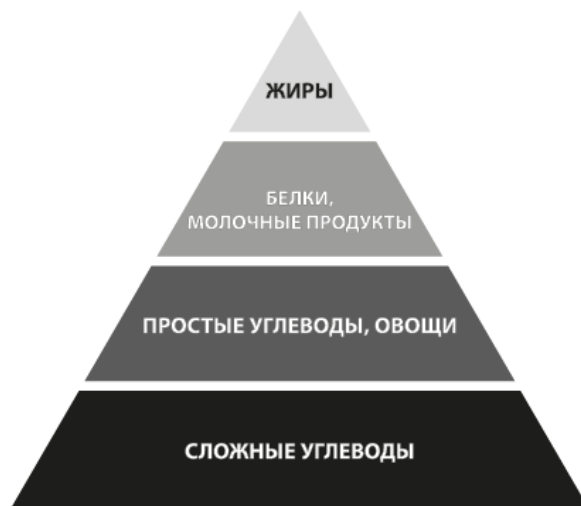 ЖИРЫ
БЕЛКИ,
МОЛОЧНЫЕ ПРОДУКТЫ
ПРОСТЫЕ УГЛЕВОДЫ, ОВОЩИ
СЛОЖНЫЕ УГЛЕВОДЫ